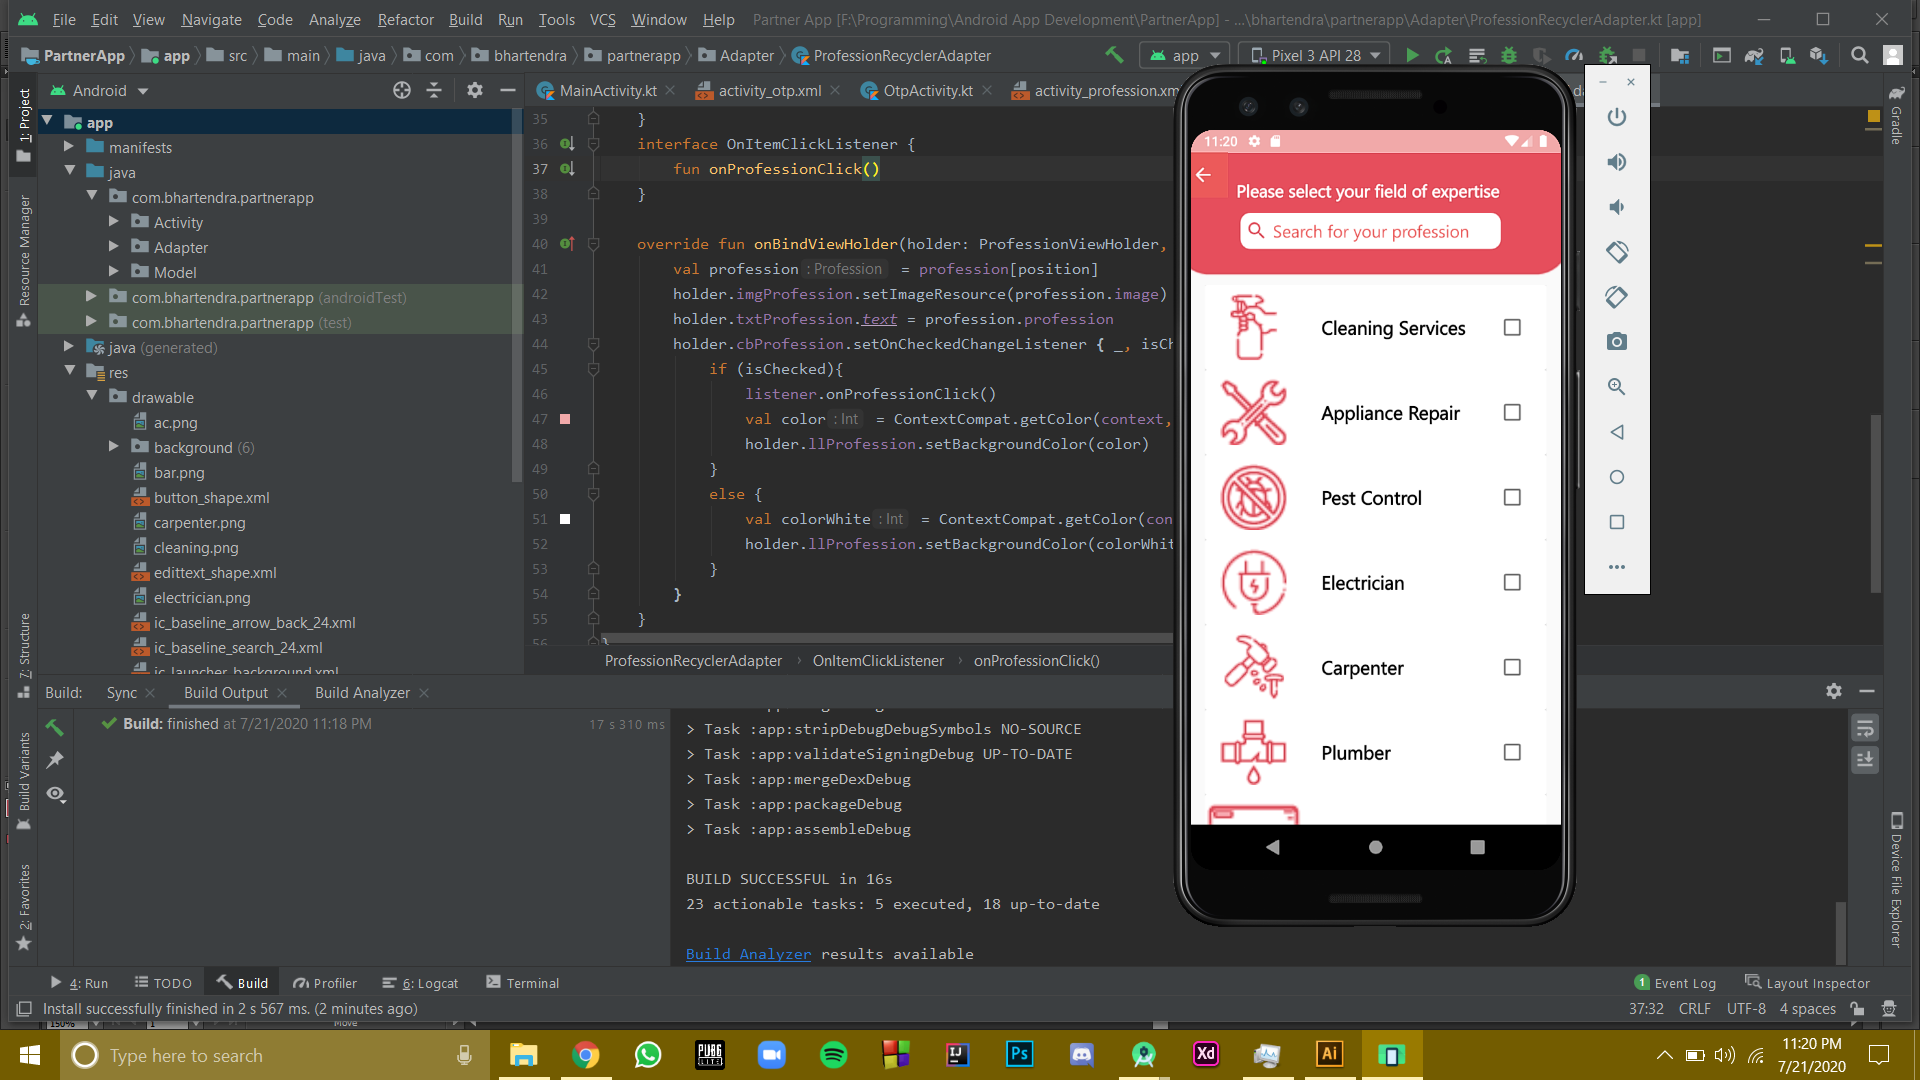 File Edit View Navigate Code Analyze Refactor Build Run Tools VCS Window Help Partner App [F:\Programming\Android App Development\PartnerApp] - ...\bhartendra\partnerapp\Adapter\ProfessionRecyclerAdapter.kt [app]
PartnerApp app src main java com bhartendra partnerapp Adapter ProfessionRecyclerAdapter app Pixel 3 API 28
Android MainActivity.kt activity_otp.xml OtpActivity.kt activity_profession.xm
1: Project
Resource Manager
7: Structure
Build Variants
2: Favorites
Gradle
Device File Explorer
app
manifests
java
com.bhartendra.partnerapp
Activity
Adapter
Model
com.bhartendra.partnerapp (androidTest)
com.bhartendra.partnerapp (test)
java (generated)
res
drawable
ac.png
background (6)
bar.png
button_shape.xml
carpenter.png
cleaning.png
edittext_shape.xml
electrician.png
ic_baseline_arrow_back_24.xml
ic_baseline_search_24.xml
ic_launcher_background.xml
35 }
36 interface OnItemClickListener {
37 fun onProfessionClick()
38 }
39
40 override fun onBindViewHolder(holder: ProfessionViewHolder,
41 val profession : Profession = profession[position]
42 holder.imgProfession.setImageResource(profession.image)
43 holder.txtProfession.text = profession.profession
44 holder.cbProfession.setOnCheckedChangeListener { _, isCh
45 if (isChecked){
46 listener.onProfessionClick()
47 val color : Int = ContextCompat.getColor(context,
48 holder.llProfession.setBackgroundColor(color)
49 }
50 else {
51 val colorWhite : Int = ContextCompat.getColor(con
52 holder.llProfession.setBackgroundColor(colorWhit
53 }
54 }
55 }
56 }
ProfessionRecyclerAdapter › OnItemClickListener › onProfessionClick()
11:20
Please select your field of expertise
Search for your profession
Cleaning Services
Appliance Repair
Pest Control
Electrician
Carpenter
Plumber
Build: Sync Build Output Build Analyzer
Build: finished at 7/21/2020 11:18 PM 17 s 310 ms
> Task :app:stripDebugDebugSymbols NO-SOURCE
> Task :app:validateSigningDebug UP-TO-DATE
> Task :app:mergeDexDebug
> Task :app:packageDebug
> Task :app:assembleDebug
BUILD SUCCESSFUL in 16s
23 actionable tasks: 5 executed, 18 up-to-date
Build Analyzer results available
4: Run TODO Build Profiler 6: Logcat Terminal 1 Event Log Layout Inspector
Install successfully finished in 2 s 567 ms. (2 minutes ago) 37:32 CRLF UTF-8 4 spaces
150% 1 Move
Type here to search
PUBG LITE
IJ
Ps
Xd
Ai
11:20 PM
7/21/2020